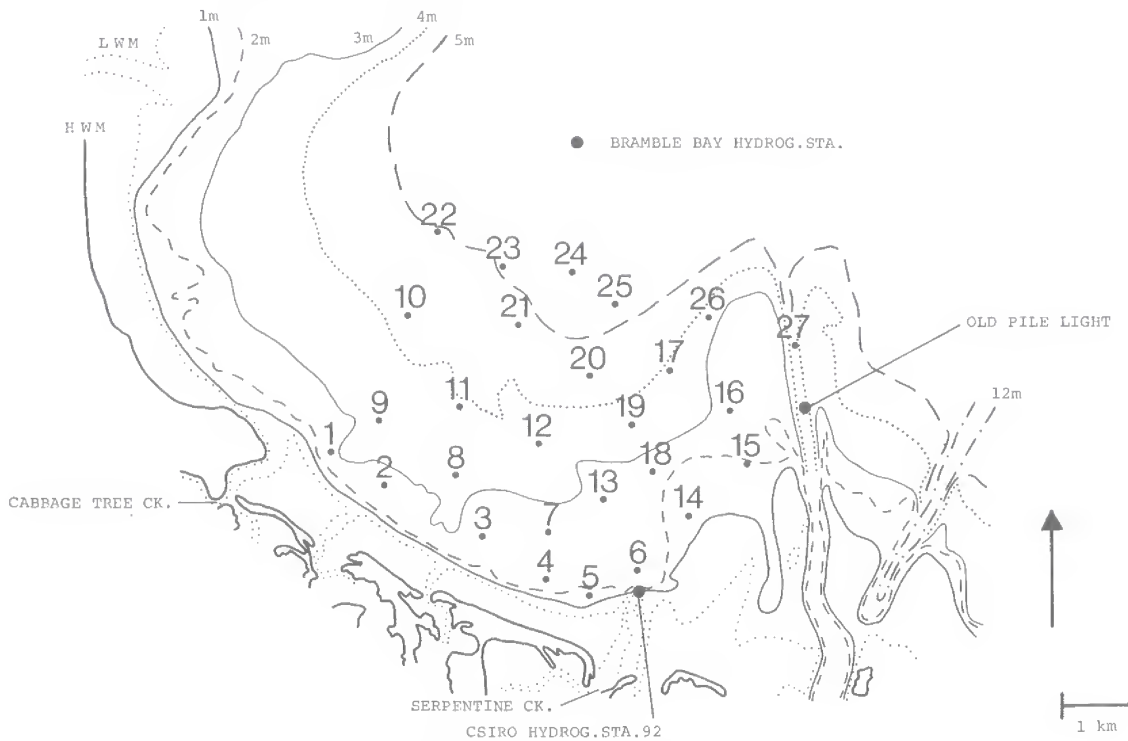 4m
1m
LWM
2m
3m
5m
HWM
BRAMBLE BAY HYDROG.STA.
22
23
24
25
10
21
26
OLD PILE LIGHT
27
20
17
11
9
16
12m
19
12
1
8
18
15
2
13
CABBAGE TREE CK.
14
3
7
4
6
5
SERPENTINE CK.
CSIRO HYDROG.STA.92
1 km